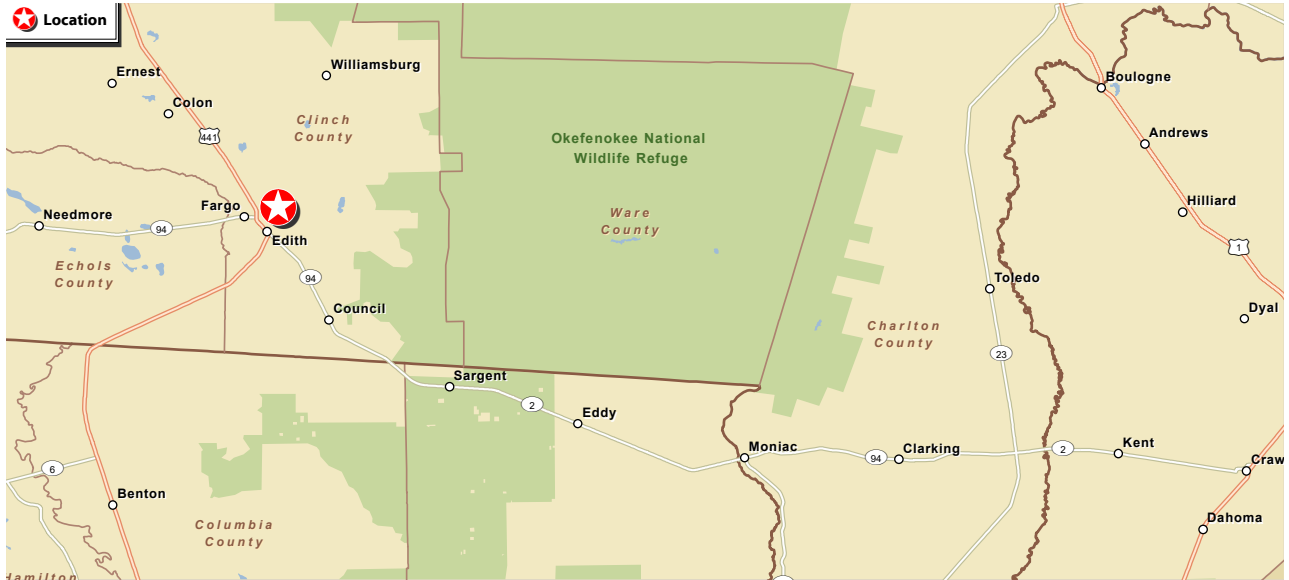 Location
Ernest
Williamsburg
Boulogne
Colon
Clinch
County
441
Okefenokee National
Wildlife Refuge
Andrews
Fargo
Needmore
94
Edith
Ware
County
Hilliard
1
Echols
County
94
Toledo
Council
Charlton
County
Dyal
23
Sargent
2
Eddy
Moniac
94
Clarking
2
Kent
Craw
6
Benton
Columbia
County
Dahoma
Hamilton